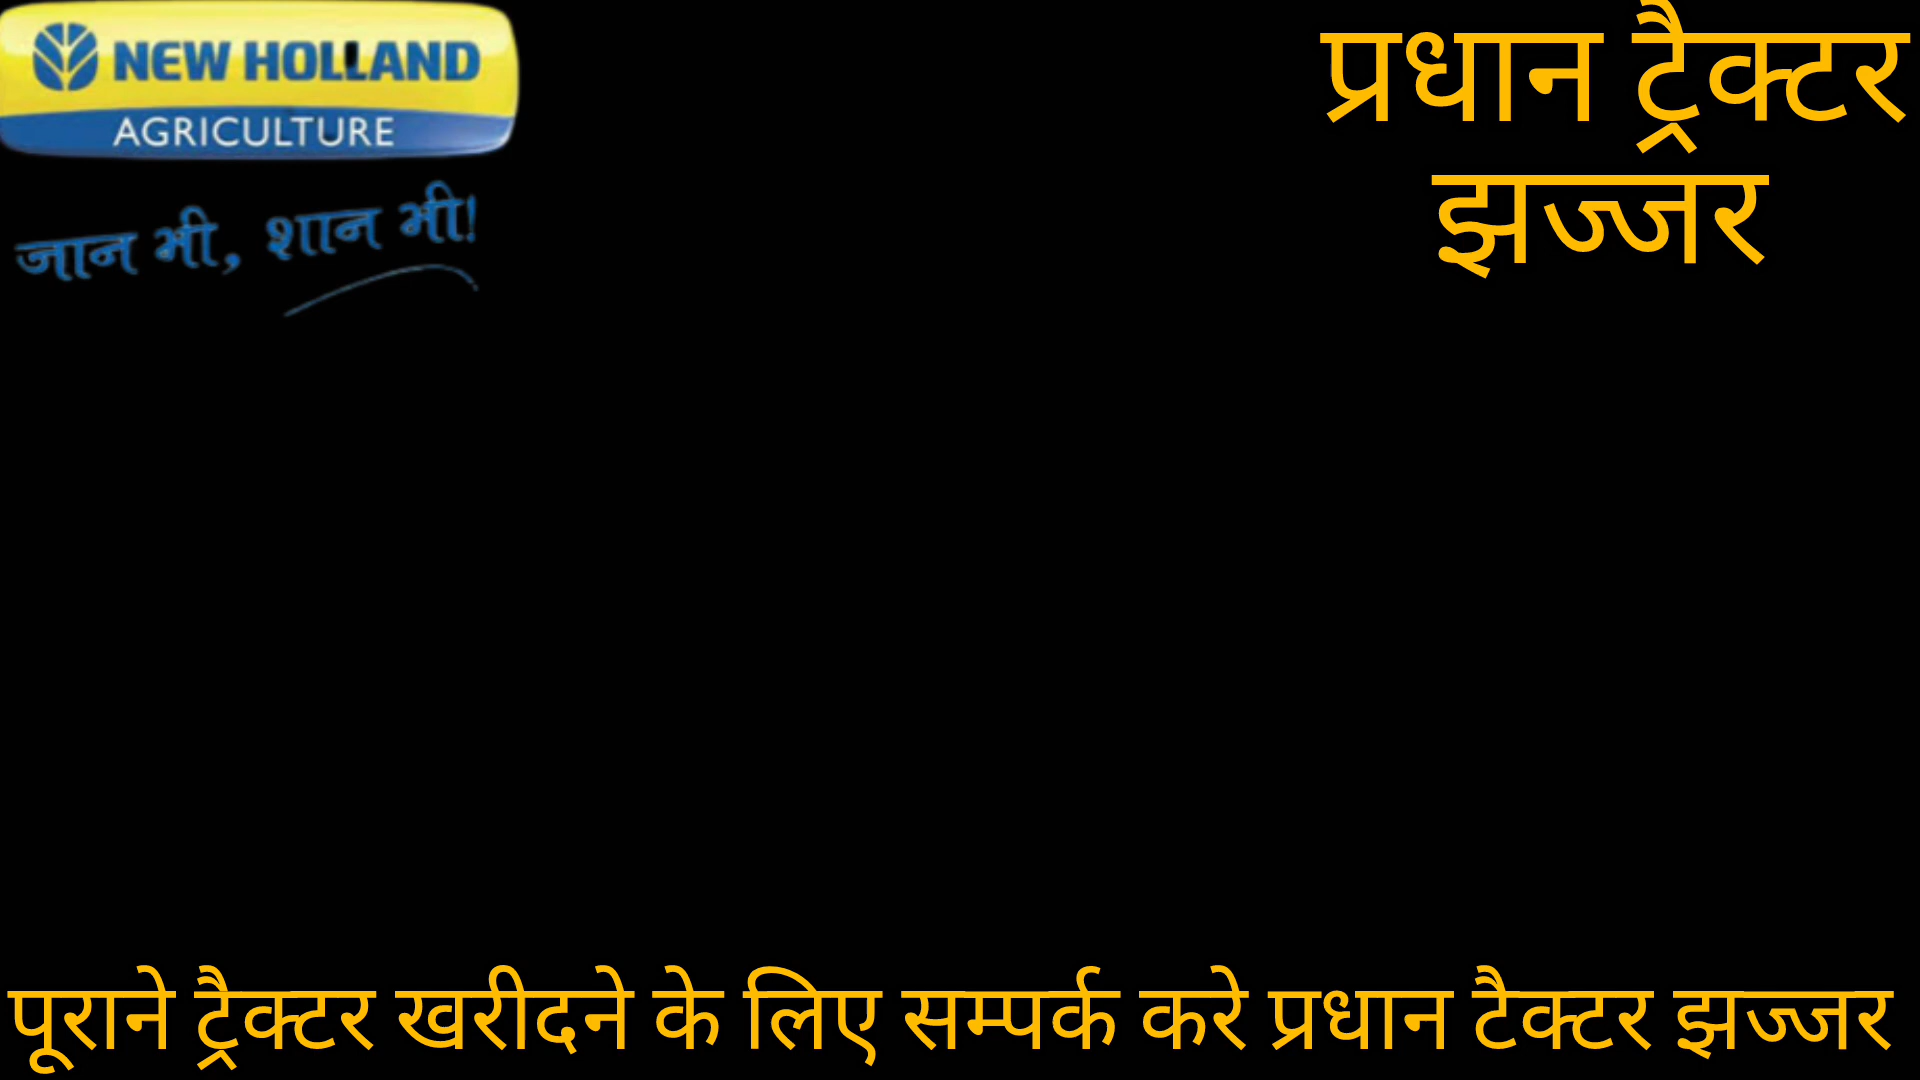 NEW HOLLAND
AGRICULTURE
जान भी, शान भी!
प्रधान ट्रैक्टर
झज्जर
पूराने ट्रैक्टर खरीदने के लिए सम्पर्क करे प्रधान टैक्टर झज्जर